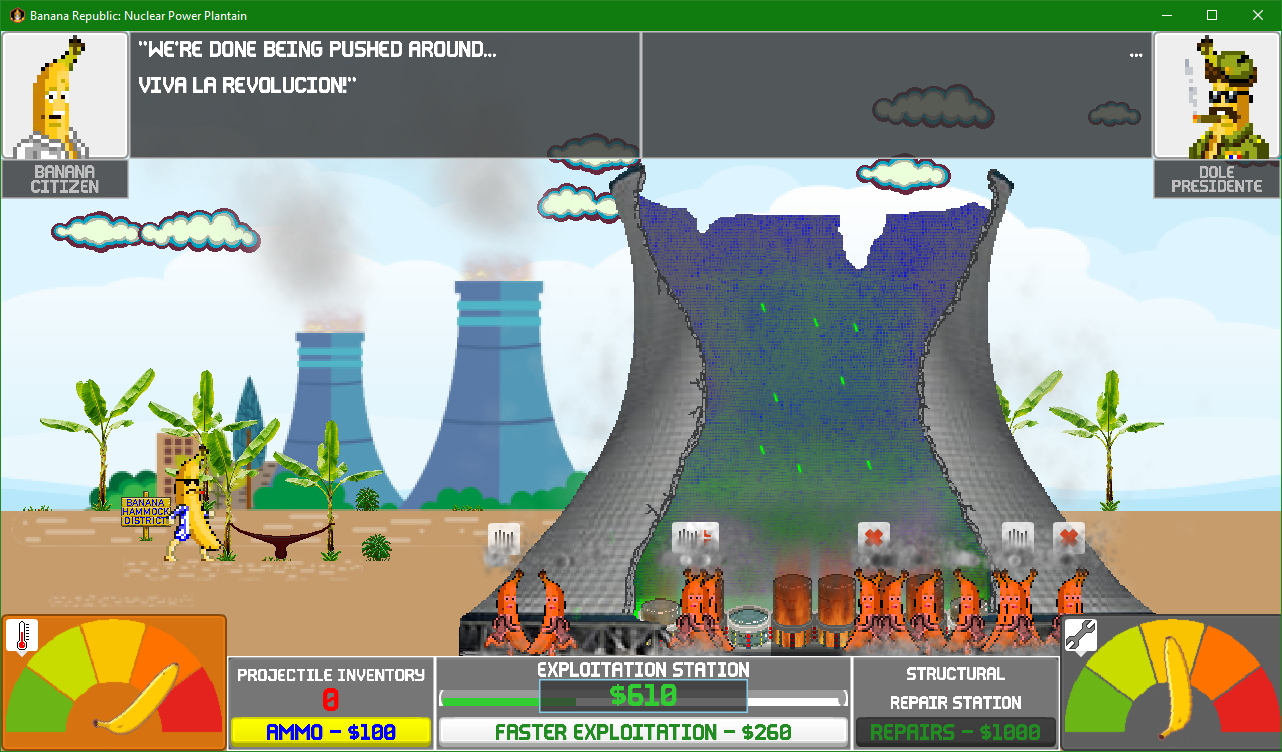 Banana Republic: Nuclear Power Plantain
"WE'RE DONE BEING PUSHED AROUND...
VIVA LA REVOLUCION!"
...
BANANA
CITIZEN
DOLE
PRESIDENTE
BANANA
HAMMOCK
DISTRICT
PROJECTILE INVENTORY
0
AMMO - $100
EXPLOITATION STATION
$610
FASTER EXPLOITATION - $260
STRUCTURAL
REPAIR STATION
REPAIRS - $1000